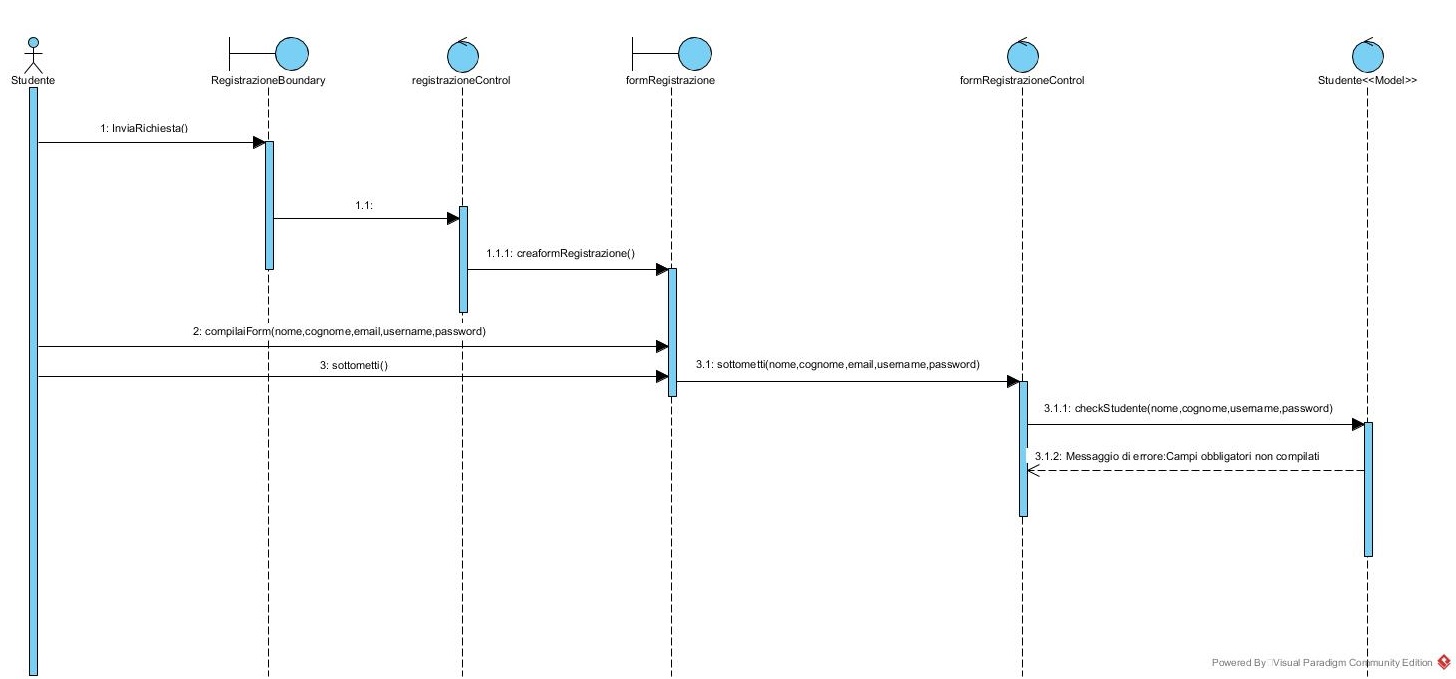 Studente
RegistrazioneBoundary
registrazioneControl
formRegistrazione
formRegistrazioneControl
Studente<<Model>>
1: InviaRichiesta()
1.1:
1.1.1: creaformRegistrazione()
2: compilaiForm(nome,cognome,email,username,password)
3: sottometti()
3.1: sottometti(nome,cognome,email,username,password)
3.1.1: checkStudente(nome,cognome,username,password)
3.1.2: Messaggio di errore:Campi obbligatori non compilati
Powered By Visual Paradigm Community Edition